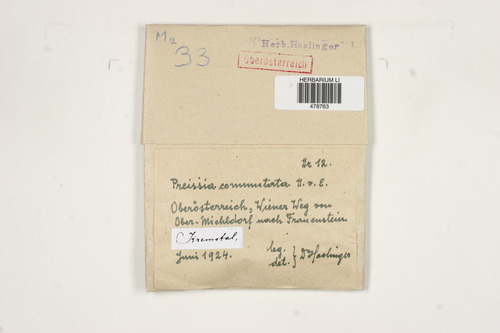 Ma
33
Herb. Haslinger
Oberösterreich
HERBARIUM LI
478763
Nr 12.
Preissia commutata N. v. E.
Oberösterreich, Wiener Weg von
Ober-Michldorf nach Frauenstein.
(Kremstal,
Juni 1924.
leg.
det. } Dr Haslinger